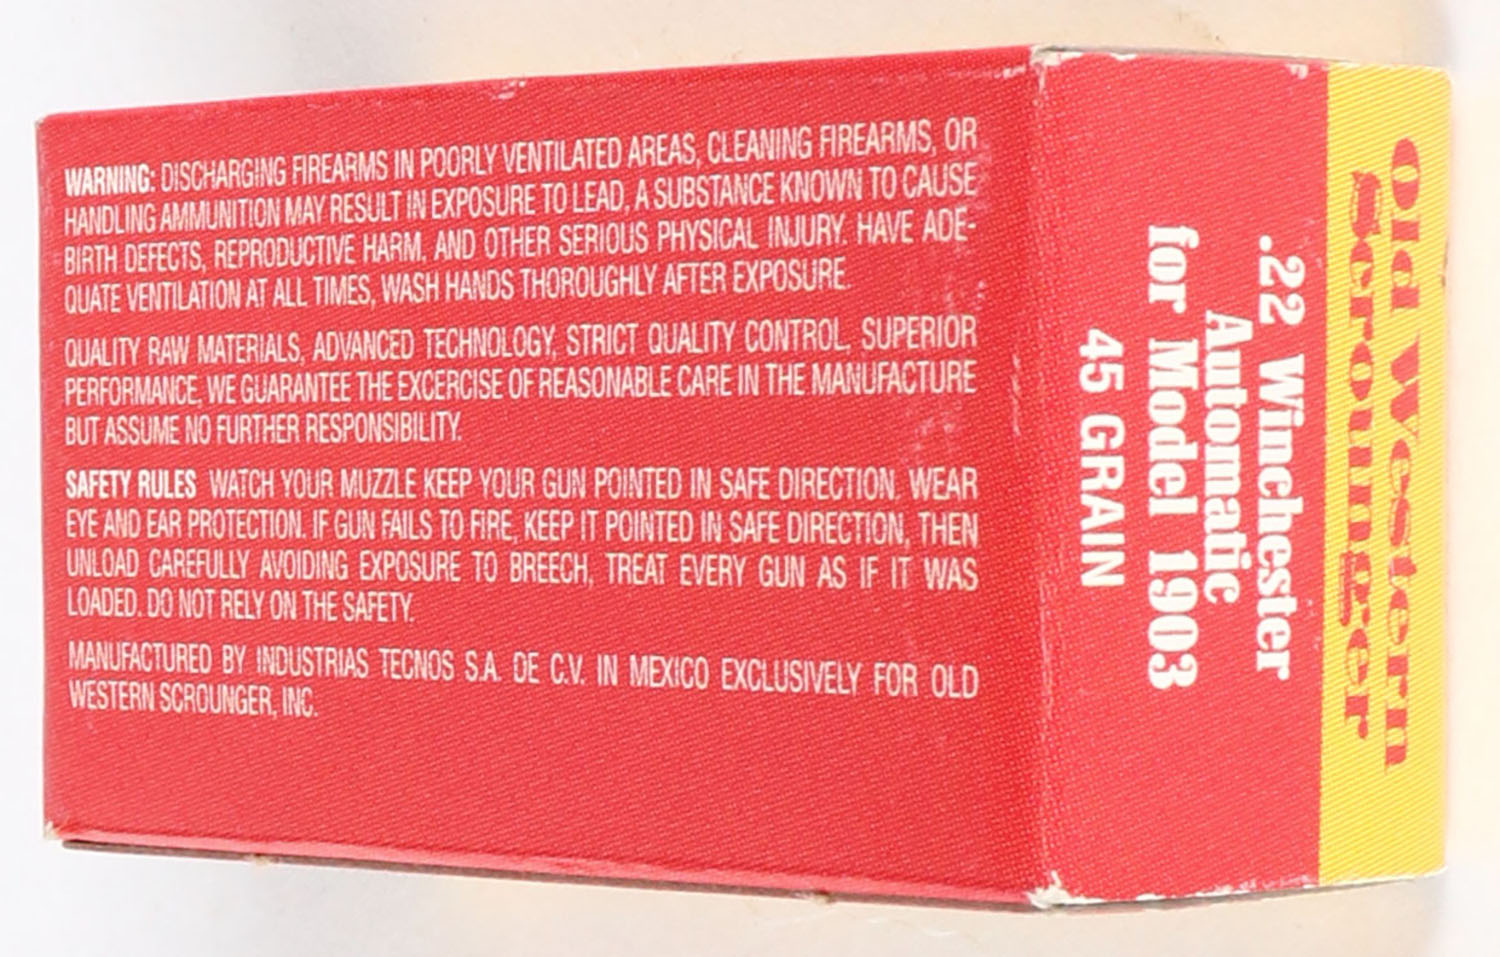 WARNING: DISCHARGING FIREARMS IN POORLY VENTILATED AREAS, CLEANING FIREARMS, OR
HANDLING AMMUNITION MAY RESULT IN EXPOSURE TO LEAD, A SUBSTANCE KNOWN TO CAUSE
BIRTH DEFECTS, REPRODUCTIVE HARM, AND OTHER SERIOUS PHYSICAL INJURY. HAVE ADE-
QUATE VENTILATION AT ALL TIMES, WASH HANDS THOROUGHLY AFTER EXPOSURE.
QUALITY RAW MATERIALS, ADVANCED TECHNOLOGY, STRICT QUALITY CONTROL, SUPERIOR
PERFORMANCE, WE GUARANTEE THE EXCERCISE OF REASONABLE CARE IN THE MANUFACTURE
BUT ASSUME NO FURTHER RESPONSIBILITY.
SAFETY RULES WATCH YOUR MUZZLE KEEP YOUR GUN POINTED IN SAFE DIRECTION, WEAR
EYE AND EAR PROTECTION. IF GUN FAILS TO FIRE, KEEP IT POINTED IN SAFE DIRECTION, THEN
UNLOAD CAREFULLY AVOIDING EXPOSURE TO BREECH, TREAT EVERY GUN AS IF IT WAS
LOADED. DO NOT RELY ON THE SAFETY.
MANUFACTURED BY INDUSTRIAS TECNOS S.A. DE C.V. IN MEXICO EXCLUSIVELY FOR OLD
WESTERN SCROUNGER, INC.
Old Western
Scrounger
.22 Winchester
Automatic
for Model 1903
45 GRAIN